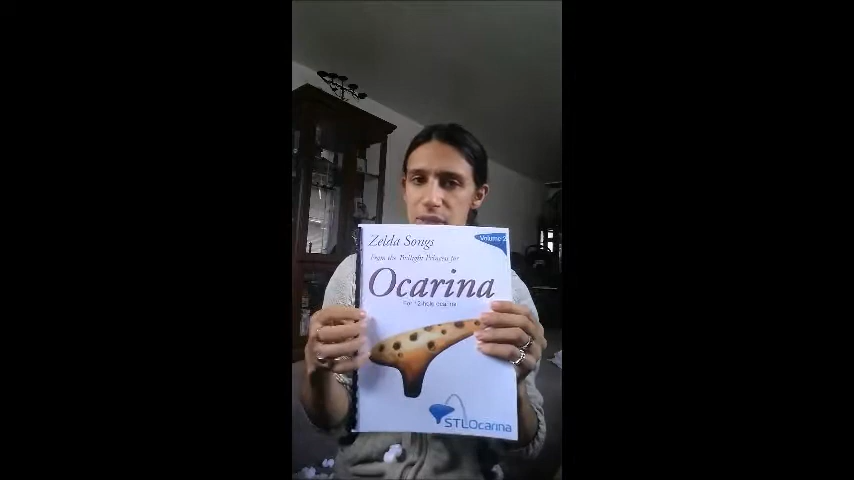 Zelda Songs
Volume 2
From the Twilight Princess for
Ocarina
For 12 hole ocarina
STLOcarina